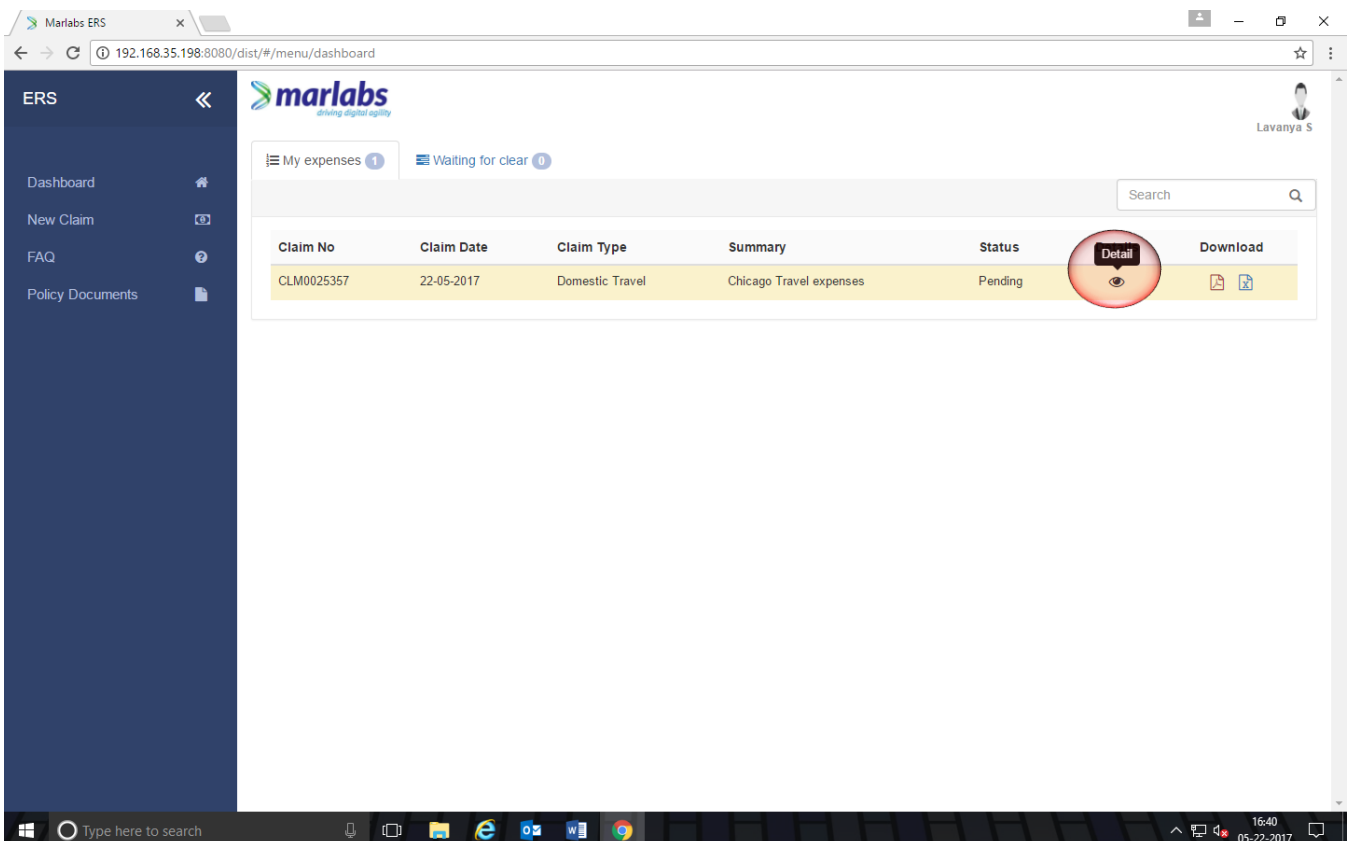 Marlabs ERS
192.168.35.198:8080/dist/#/menu/dashboard
ERS
marlabs
driving digital agility
Lavanya S
My expenses 1 Waiting for clear 0
Dashboard
New Claim
FAQ
Policy Documents
Search
Claim No Claim Date Claim Type Summary Status Download
Detail
CLM0025357 22-05-2017 Domestic Travel Chicago Travel expenses Pending
Type here to search
16:40
05-22-2017